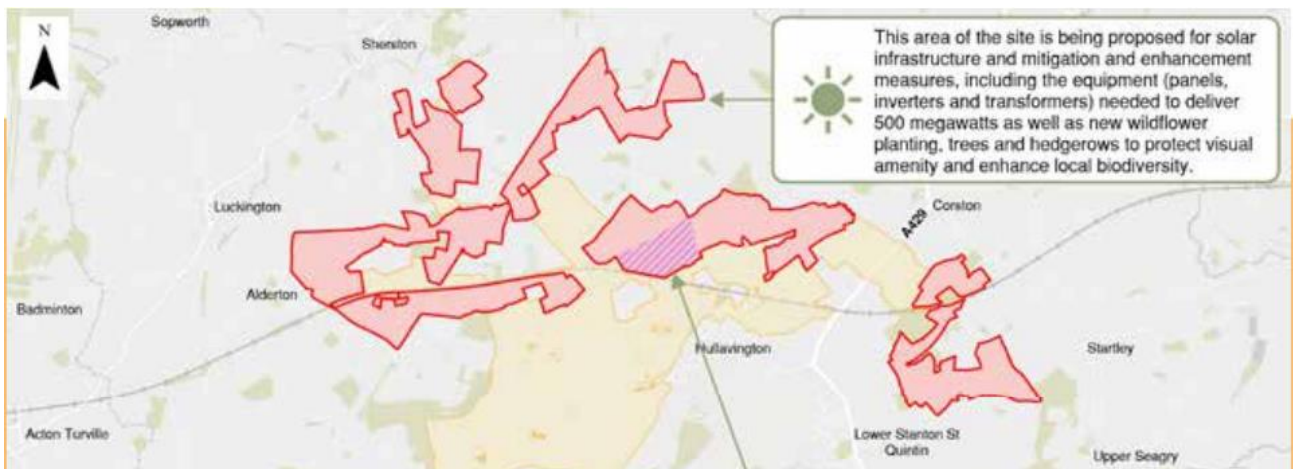 N
Sopworth
Sherston
This area of the site is being proposed for solar
infrastructure and mitigation and enhancement
measures, including the equipment (panels,
inverters and transformers) needed to deliver
500 megawatts as well as new wildflower
planting, trees and hedgerows to protect visual
amenity and enhance local biodiversity.
Luckington
A429
Corston
Alderton
Badminton
Hullavington
Startley
Acton Turville
Lower Stanton St
Quintin
Upper Seagry